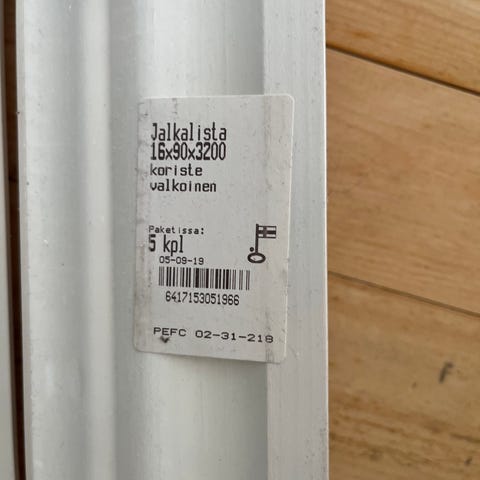 Jalkalista
16x90x3200
koriste
valkoinen
Paketissa:
5 kpl
05-09-19
6417153051966
PEFC 02-31-218